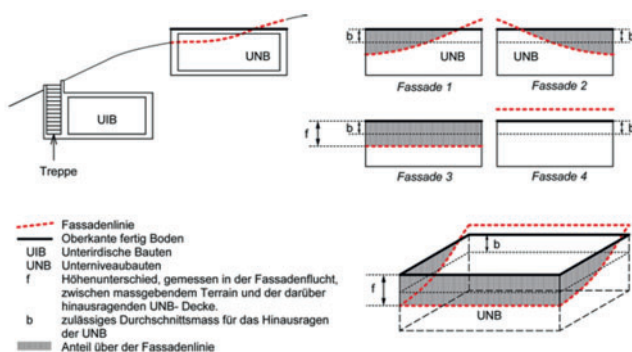 UNB
UIB
Treppe
b
UNB
b
Fassade 1
b
UNB
b
Fassade 2
f
b
Fassade 3
b
b
Fassade 4
Fassadenlinie
Oberkante fertig Boden
UIB Unterirdische Bauten
UNB Unterniveaubauten
f Höhenunterschied, gemessen in der Fassadenflucht,
zwischen massgebendem Terrain und der darüber
hinausragenden UNB- Decke.
b zulässiges Durchschnittsmass für das Hinausragen
der UNB
Anteil über der Fassadenlinie
b
f
UNB